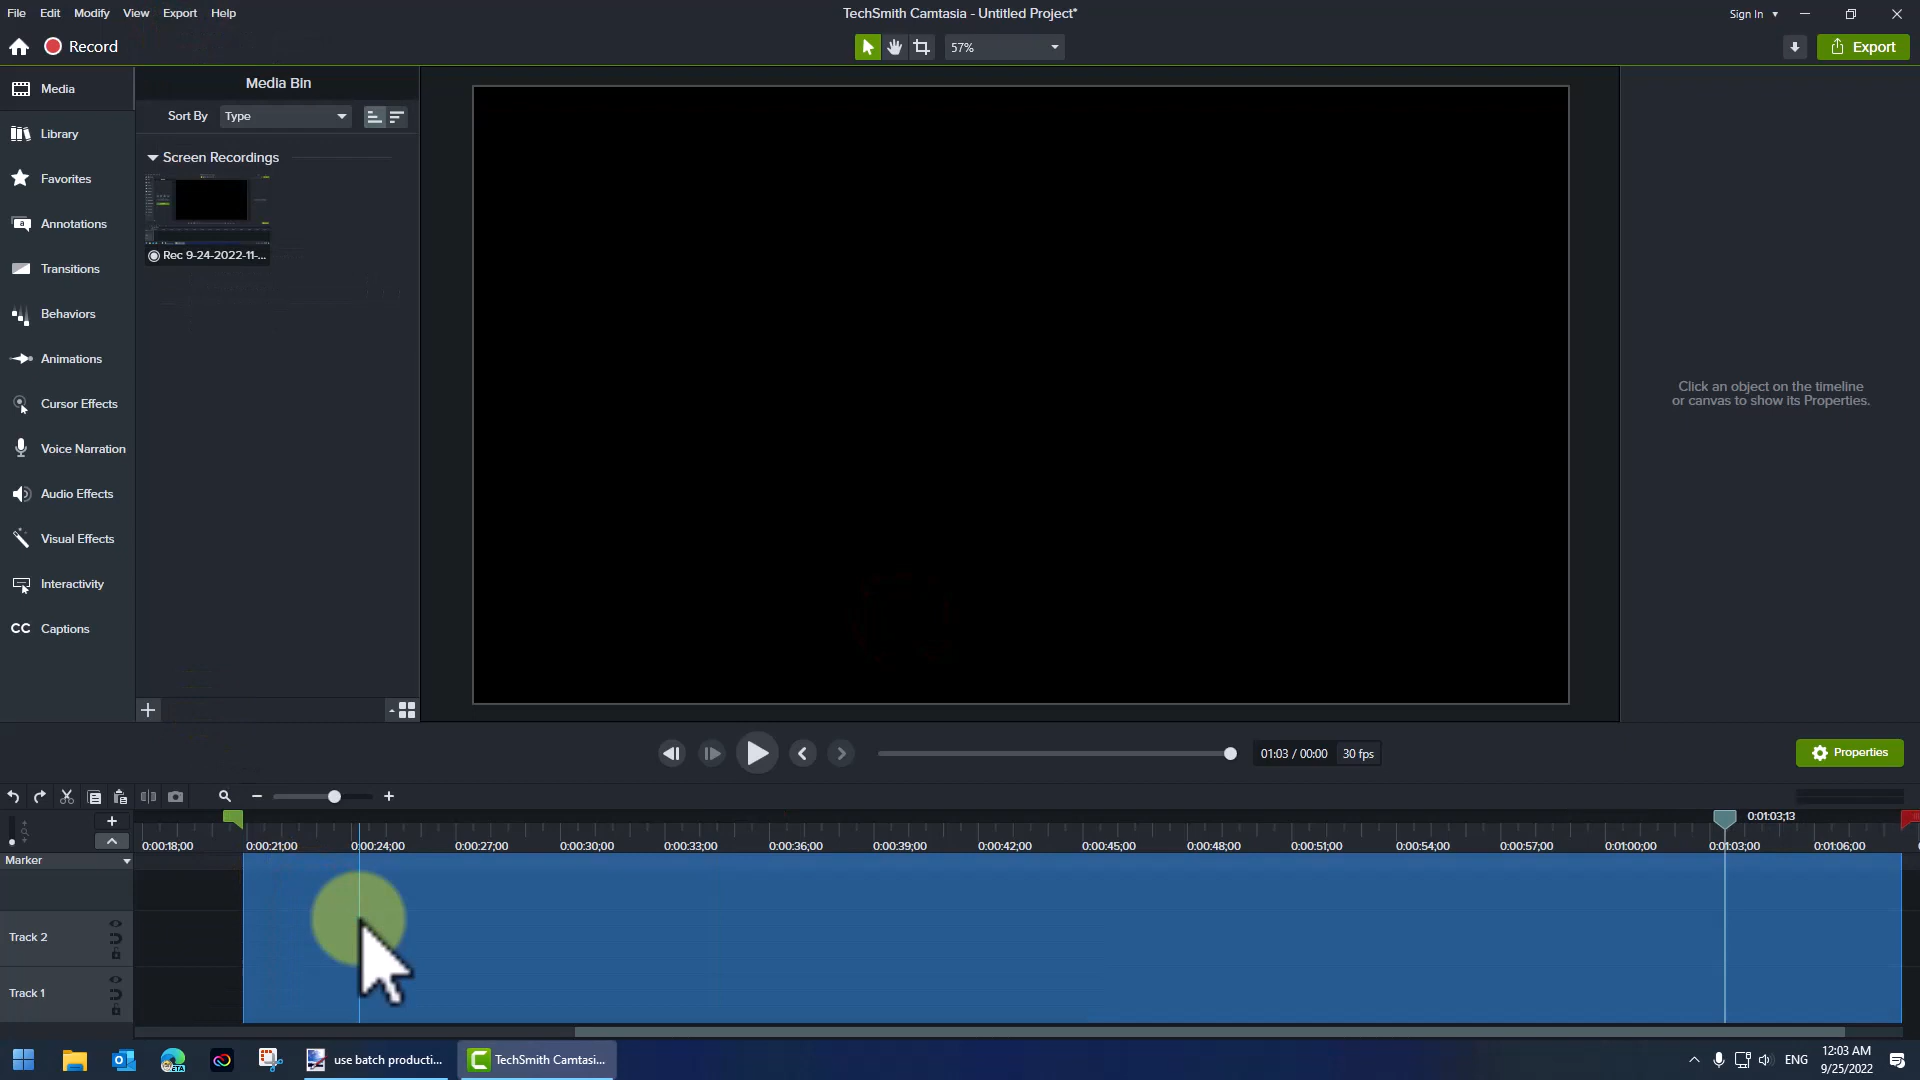 File Edit Modify View Export Help
TechSmith Camtasia - Untitled Project*
Sign In
Record
57%
Export
Media
Library
Favorites
Annotations
Transitions
Behaviors
Animations
Cursor Effects
Voice Narration
Audio Effects
Visual Effects
Interactivity
CC Captions
Media Bin
Sort By Type
Screen Recordings
Rec 9-24-2022-11-...
Click an object on the timeline
or canvas to show its Properties.
01:03 / 00:00 30 fps
Properties
0:01:03;13
0:00:18;00 0:00:21;00 0:00:24;00 0:00:27;00 0:00:30;00 0:00:33;00 0:00:36;00 0:00:39;00 0:00:42;00 0:00:45;00 0:00:48;00 0:00:51;00 0:00:54;00 0:00:57;00 0:01:00;00 0:01:03;00 0:01:06;00
Marker
Track 2
Track 1
use batch producti...
TechSmith Camtasi...
ENG
12:03 AM
9/25/2022